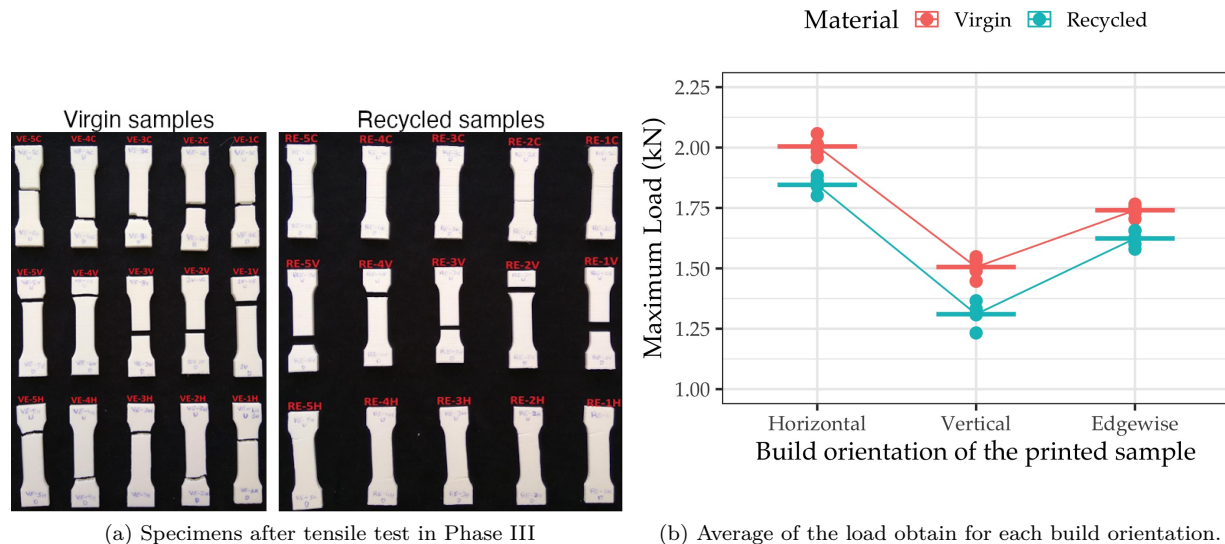 Material Virgin Recycled
Virgin samples Recycled samples
VE-5C VE-4C VE-3C VE-2C VE-1C
RE-5C RE-4C RE-3C RE-2C RE-1C
VE-5V VE-4V VE-3V VE-2V VE-1V
RE-5V RE-4V RE-3V RE-2V RE-1V
VE-5H VE-4H VE-3H VE-2H VE-1H
RE-5H RE-4H RE-3H RE-2H RE-1H
Maximum Load (kN)
2.25
2.00
1.75
1.50
1.25
1.00
Horizontal Vertical Edgewise
Build orientation of the printed sample
(a) Specimens after tensile test in Phase III
(b) Average of the load obtain for each build orientation.